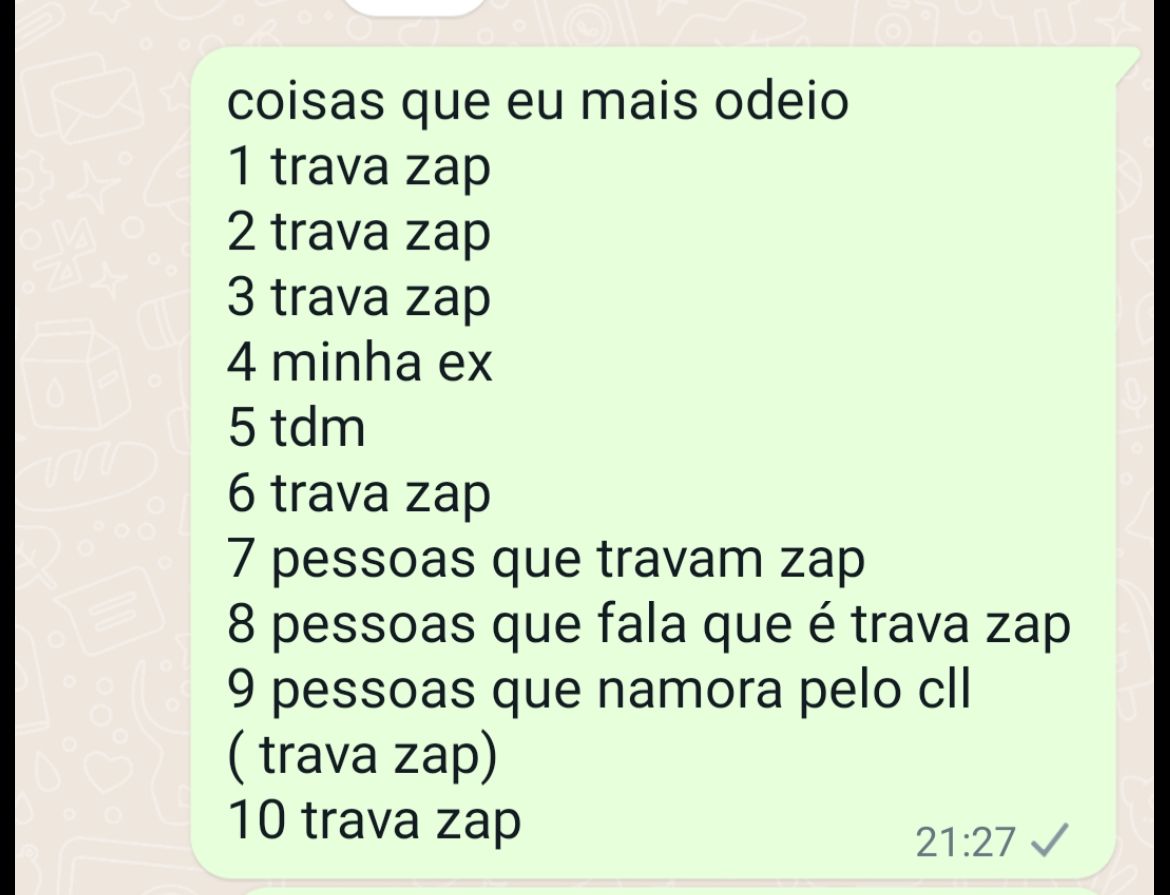 coisas que eu mais odeio
1 trava zap
2 trava zap
3 trava zap
4 minha ex
5 tdm
6 trava zap
7 pessoas que travam zap
8 pessoas que fala que é trava zap
9 pessoas que namora pelo cll
( trava zap)
10 trava zap
21:27